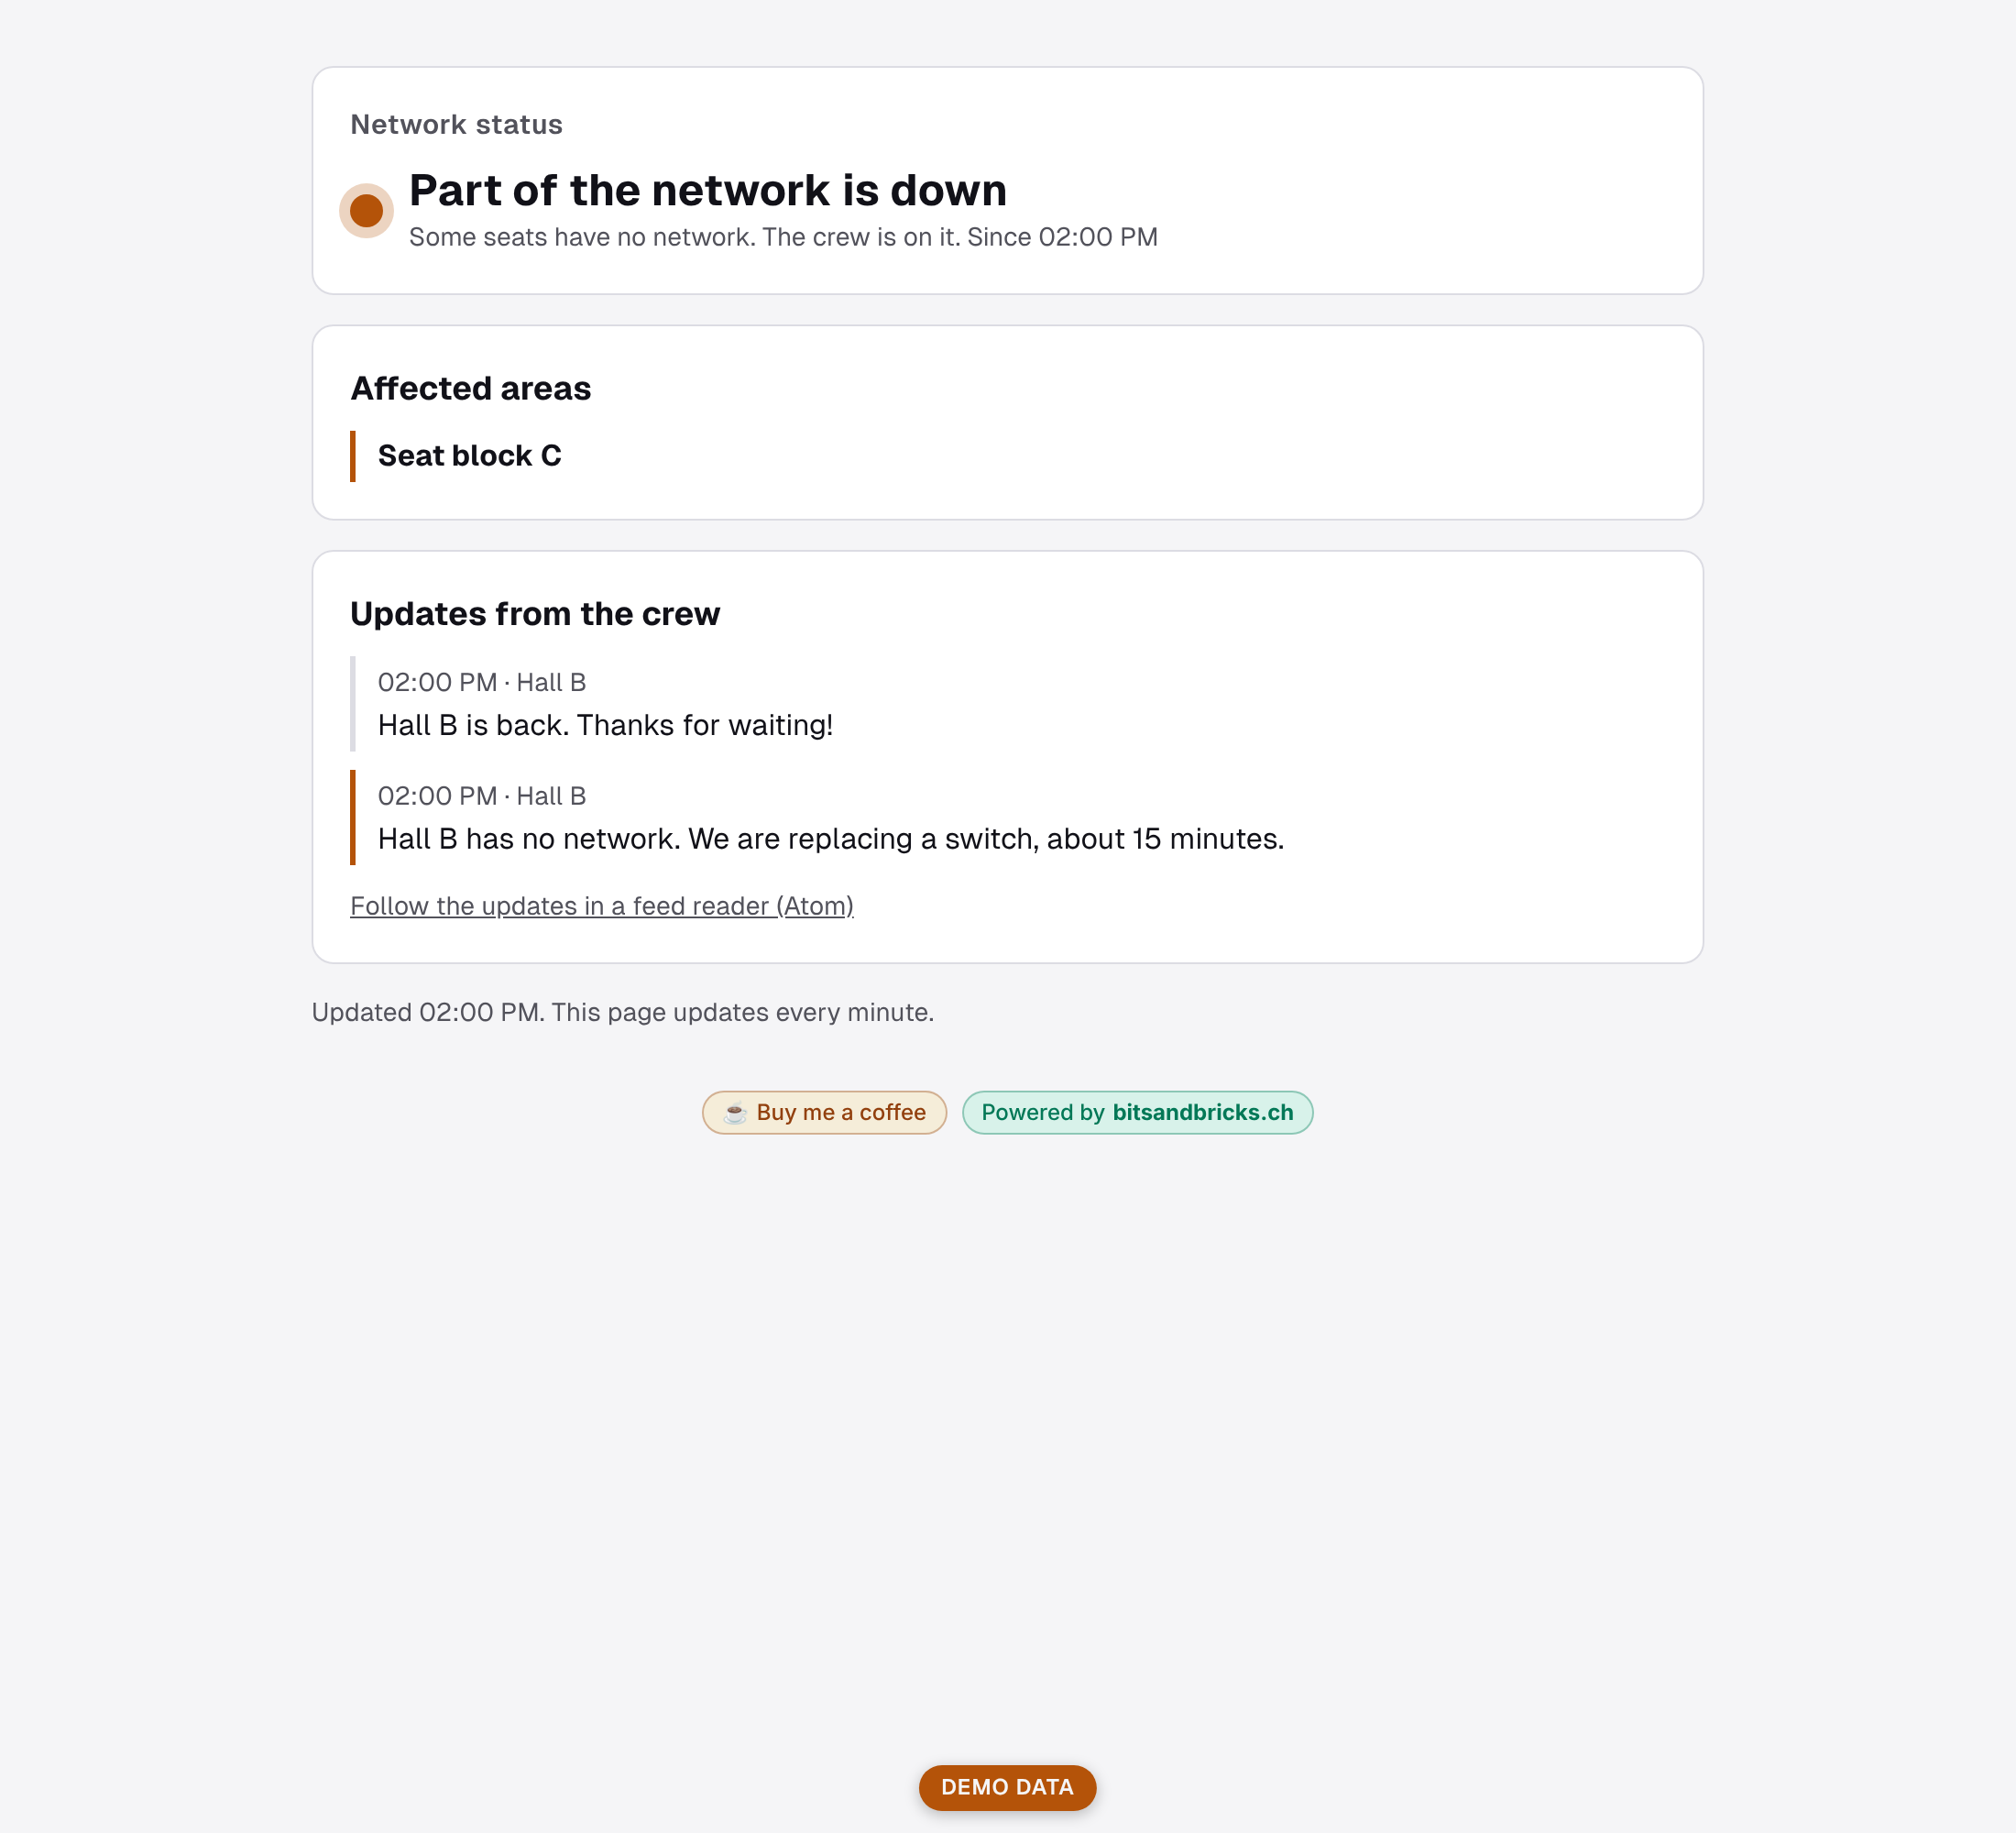 Network status
Part of the network is down
Some seats have no network. The crew is on it. Since 02:00 PM
Affected areas
Seat block C
Updates from the crew
02:00 PM · Hall B
Hall B is back. Thanks for waiting!
02:00 PM · Hall B
Hall B has no network. We are replacing a switch, about 15 minutes.
Follow the updates in a feed reader (Atom)
Updated 02:00 PM. This page updates every minute.
☕ Buy me a coffee
Powered by bitsandbricks.ch
DEMO DATA